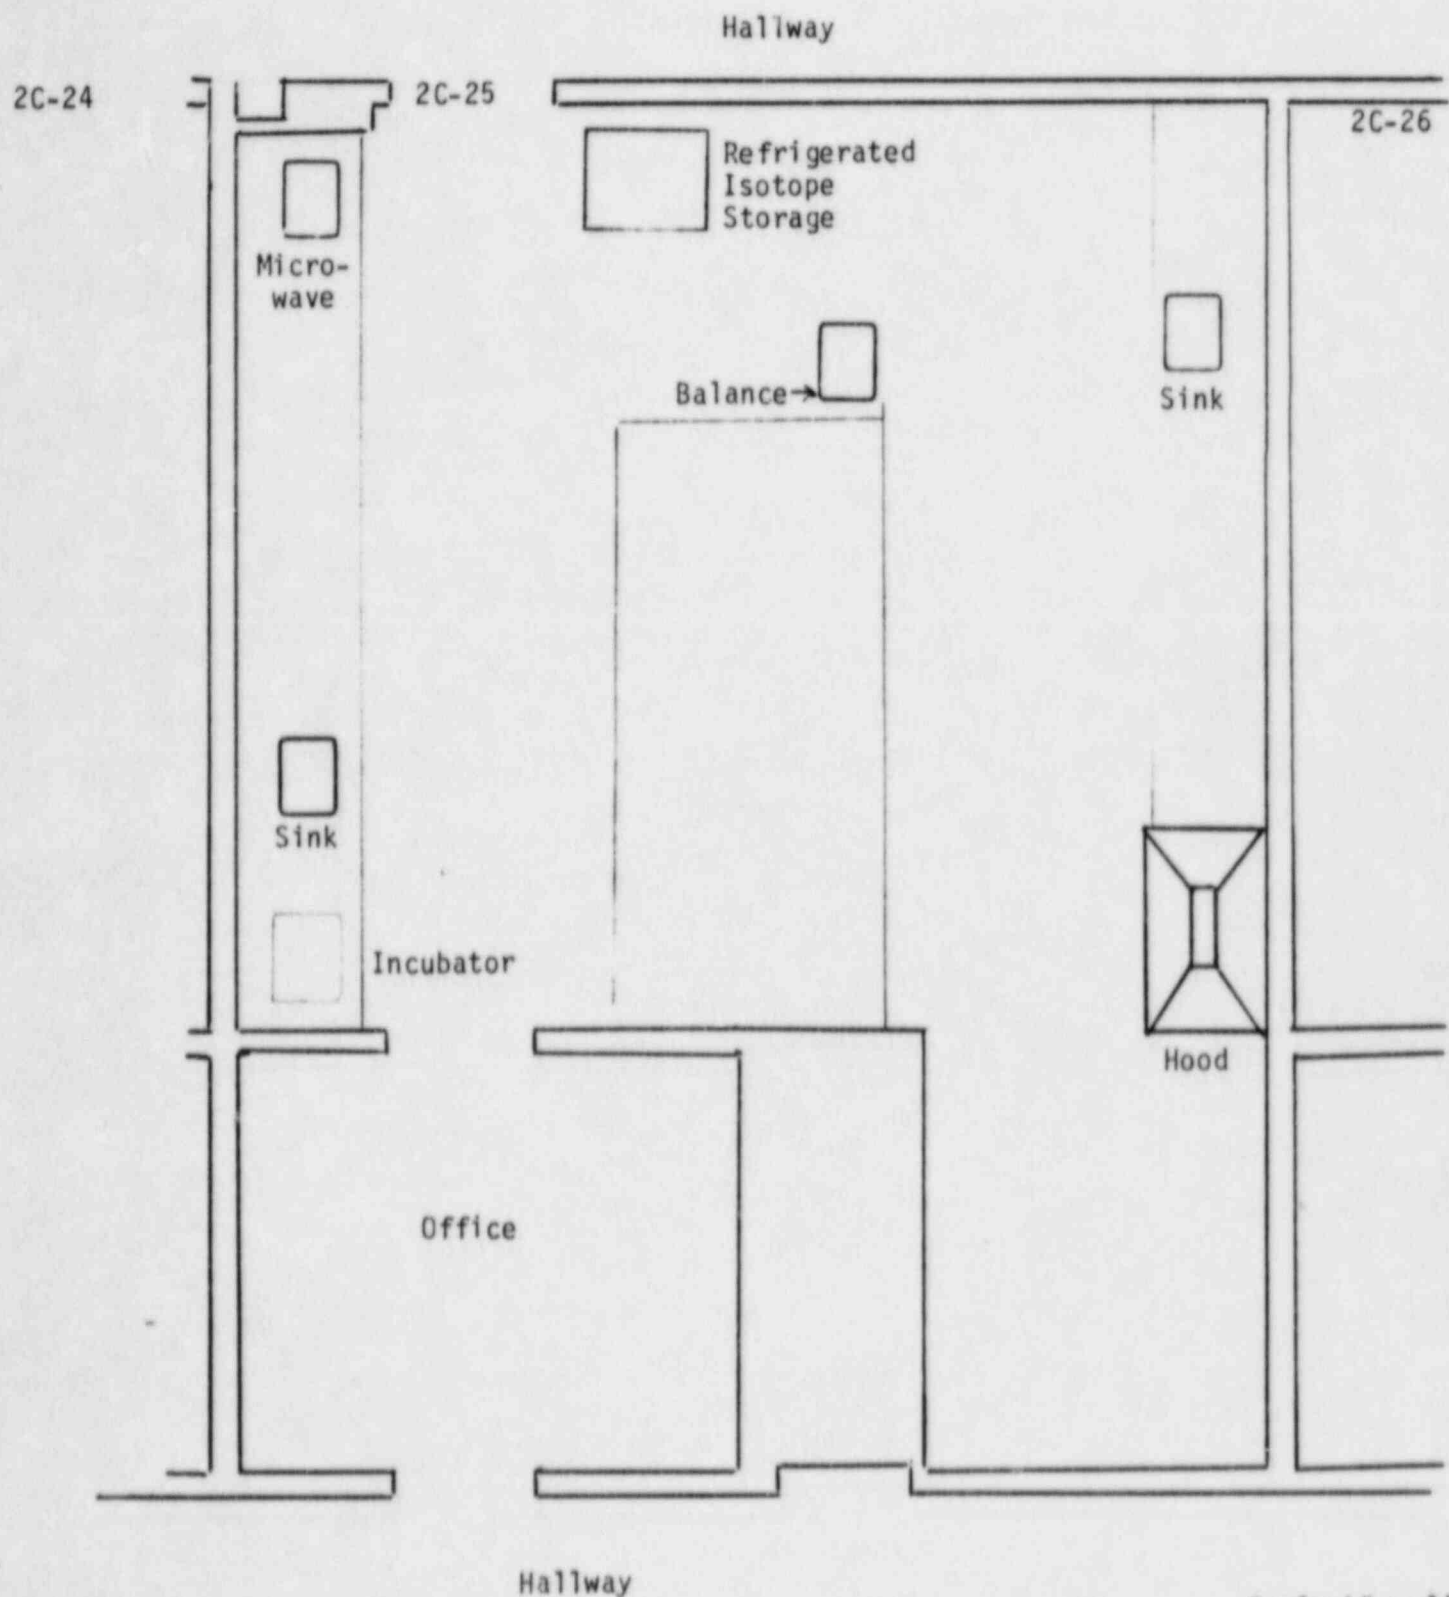 Hallway
2C-24
2C-25
2C-26
Refrigerated
Isotope
Storage
Micro-
wave
Balance→
Sink
Sink
Incubator
Hood
Office
Hallway